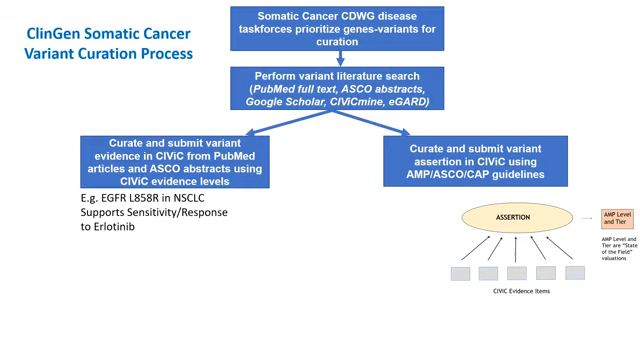 ClinGen Somatic Cancer
Variant Curation Process
Somatic Cancer CDWG disease
taskforces prioritize genes-variants for
curation
Perform variant literature search
(PubMed full text, ASCO abstracts,
Google Scholar, CIViCmine, eGARD)
Curate and submit variant
evidence in CIViC from PubMed
articles and ASCO abstracts using
CIViC evidence levels
Curate and submit variant
assertion in CIViC using
AMP/ASCO/CAP guidelines
E.g. EGFR L858R in NSCLC
Supports Sensitivity/Response
to Erlotinib
ASSERTION
AMP Level
and Tier
AMP Level and
Tier are "State
of the Field"
valuations
CIViC Evidence Items